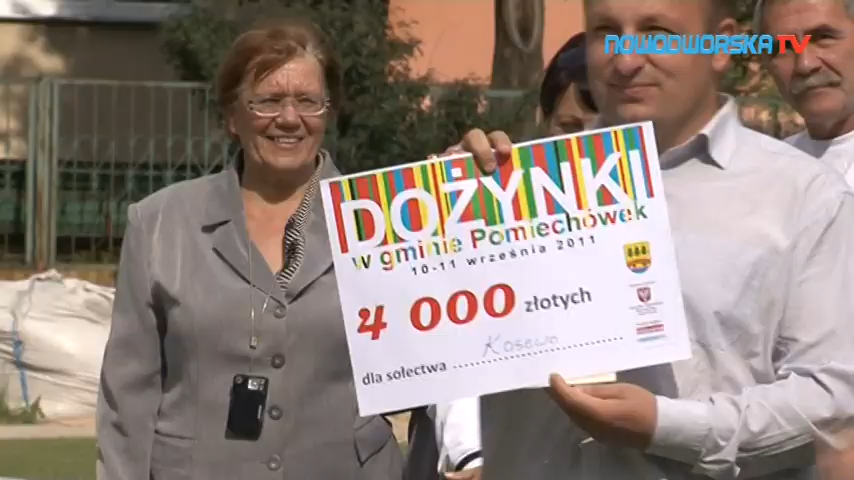 NOWODWORSKA TV
DOŻYNKI
w gminie Pomiechówek
10-11 września 2011
4 000 złotych
dla sołectwa Kosewo